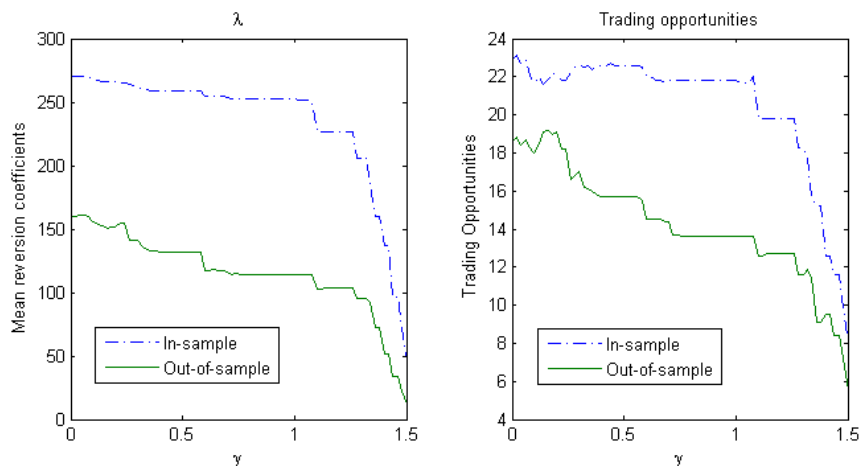 λ
Mean reversion coefficients
300
250
200
150
100
50
0
In-sample
Out-of-sample
0
0.5
1
1.5
γ
Trading opportunities
Trading Opportunities
24
22
20
18
16
14
12
10
8
6
4
In-sample
Out-of-sample
0
0.5
1
1.5
γ